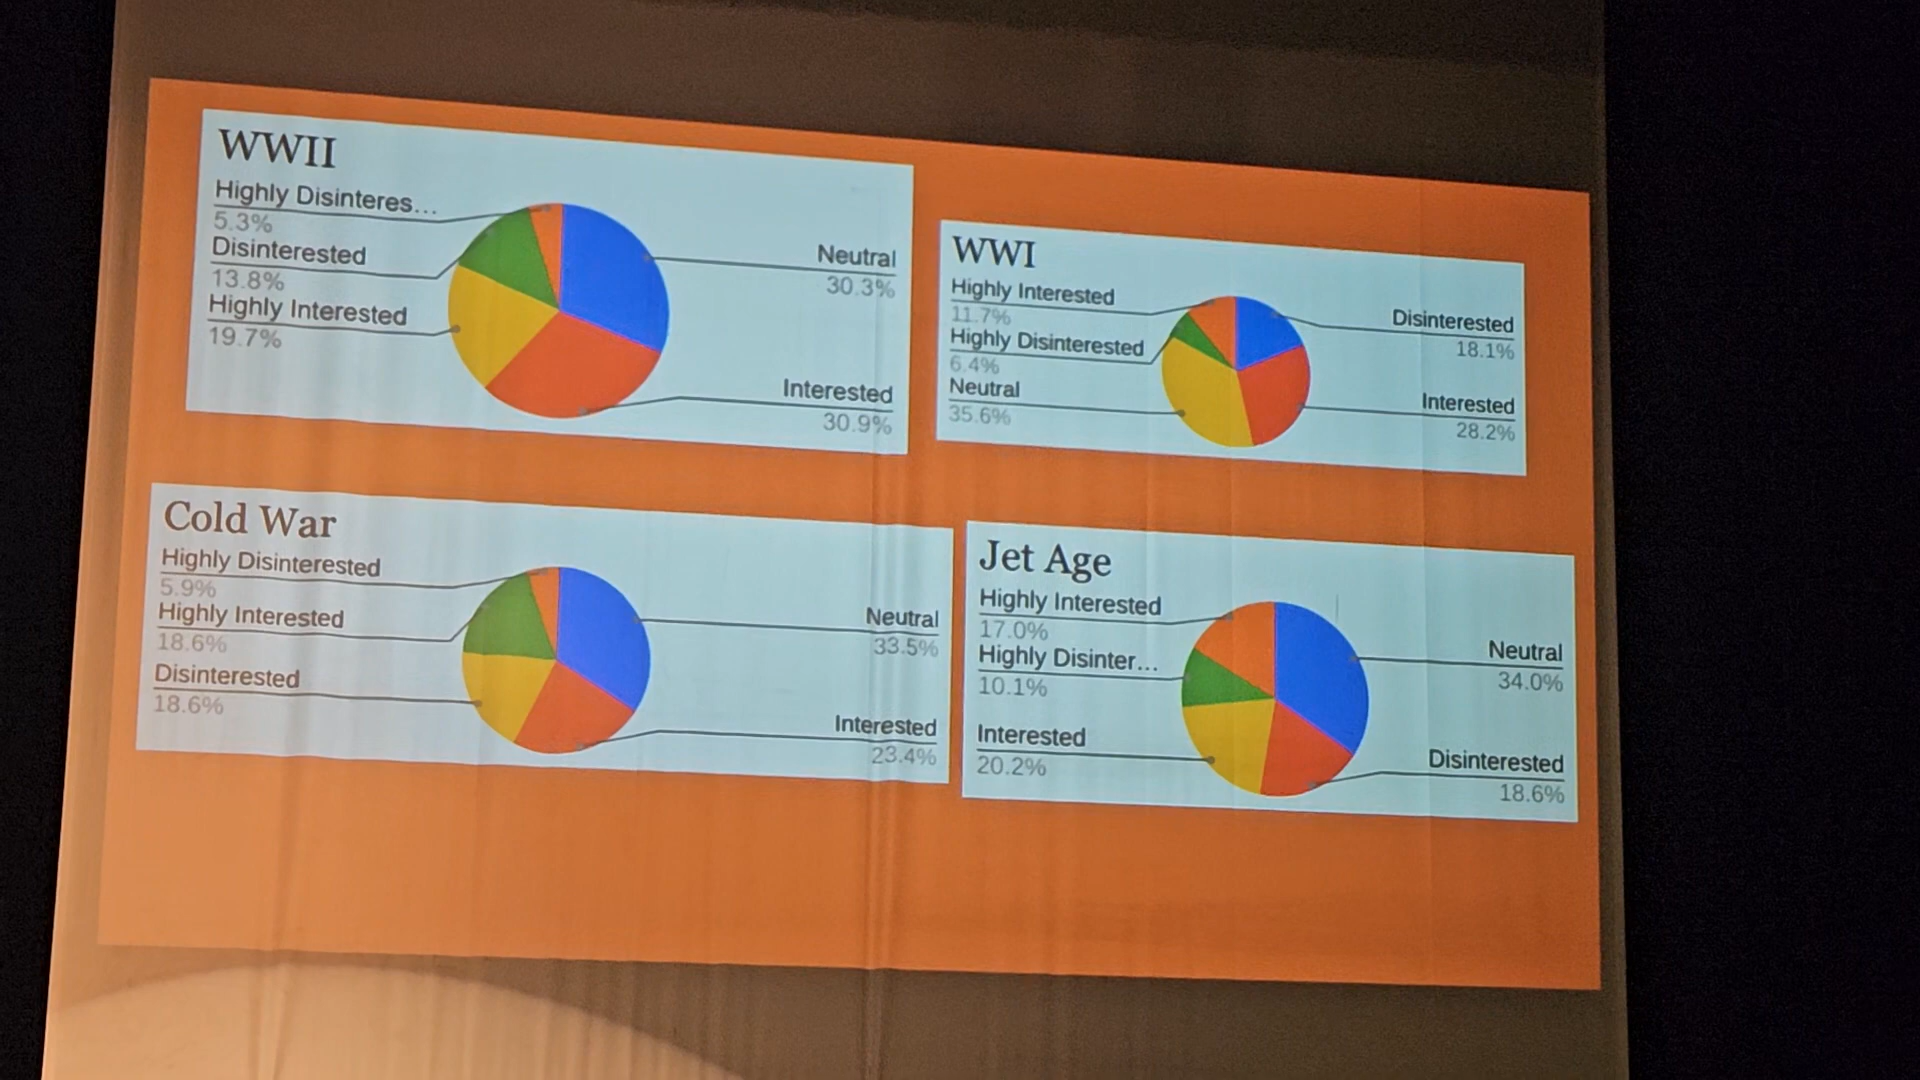 WWII
Highly Disinteres...
5.3%
Disinterested
13.8%
Highly Interested
19.7%
Neutral
30.3%
Interested
30.9%
WWI
Highly Interested
11.7%
Highly Disinterested
6.4%
Neutral
35.6%
Disinterested
18.1%
Interested
28.2%
Cold War
Highly Disinterested
5.9%
Highly Interested
18.6%
Disinterested
18.6%
Neutral
33.5%
Interested
23.4%
Jet Age
Highly Interested
17.0%
Highly Disinter...
10.1%
Interested
20.2%
Neutral
34.0%
Disinterested
18.6%